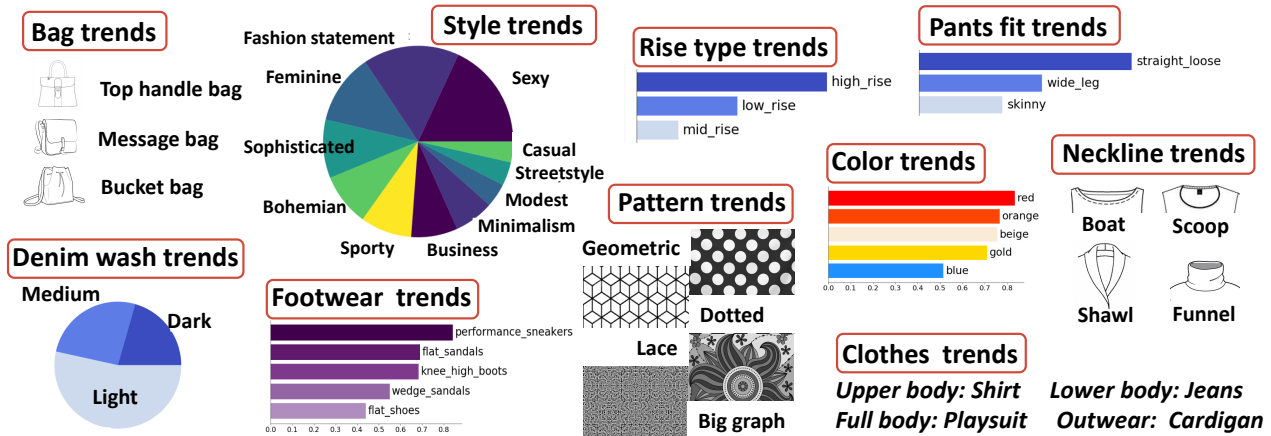 Bag trends
Top handle bag
Message bag
Bucket bag
Style trends
Fashion statement
Sexy
Feminine
Sophisticated
Casual
Streetstyle
Bohemian
Modest
Minimalism
Sporty
Business
Rise type trends
high_rise
low_rise
mid_rise
Pants fit trends
straight_loose
wide_leg
skinny
Denim wash trends
Medium
Dark
Light
Footwear trends
performance_sneakers
flat_sandals
knee_high_boots
wedge_sandals
flat_shoes
0.0 0.1 0.2 0.3 0.4 0.5 0.6 0.7 0.8
Pattern trends
Geometric
Dotted
Lace
Big graph
Color trends
red
orange
beige
gold
blue
0.0 0.1 0.2 0.3 0.4 0.5 0.6 0.7 0.8
Neckline trends
Boat
Scoop
Shawl
Funnel
Clothes trends
Upper body: Shirt
Lower body: Jeans
Full body: Playsuit
Outwear: Cardigan